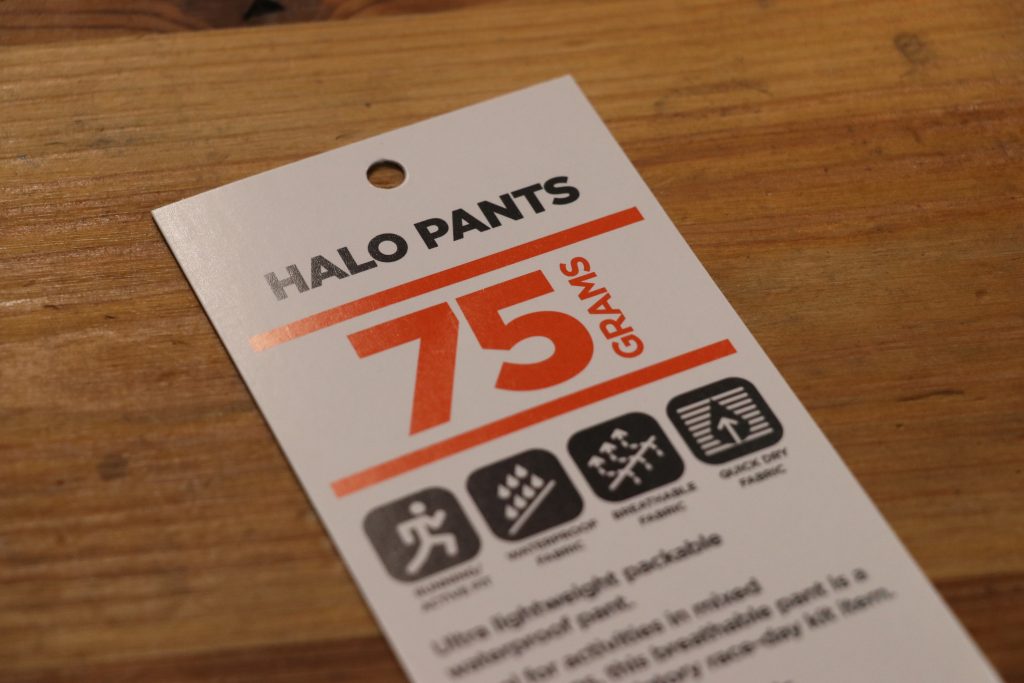 HALO PANTS
75
GRAMS
RUNNING/
ACTIVE FIT
WATERPROOF
FABRIC
BREATHABLE
FABRIC
QUICK DRY
FABRIC
Ultra lightweight packable
waterproof pant.
for activities in mixed
this breathable pant is a
race-day kit item.